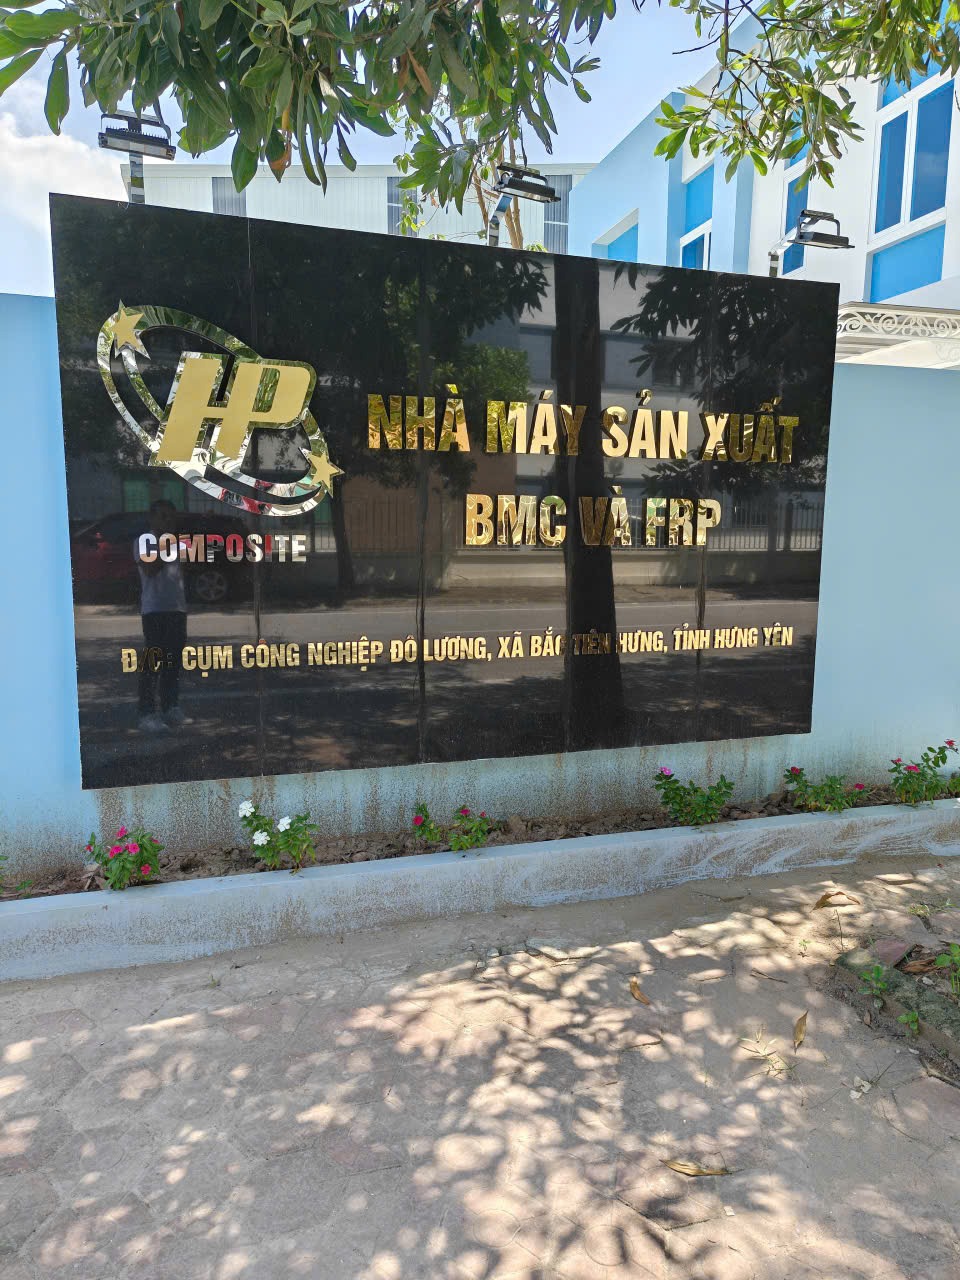 HP
COMPOSITE
NHÀ MÁY SẢN XUẤT
BMC VÀ FRP
Đ/C: CỤM CÔNG NGHIỆP ĐÔ LƯƠNG, XÃ BẮC TIÊN HƯNG, TỈNH HƯNG YÊN